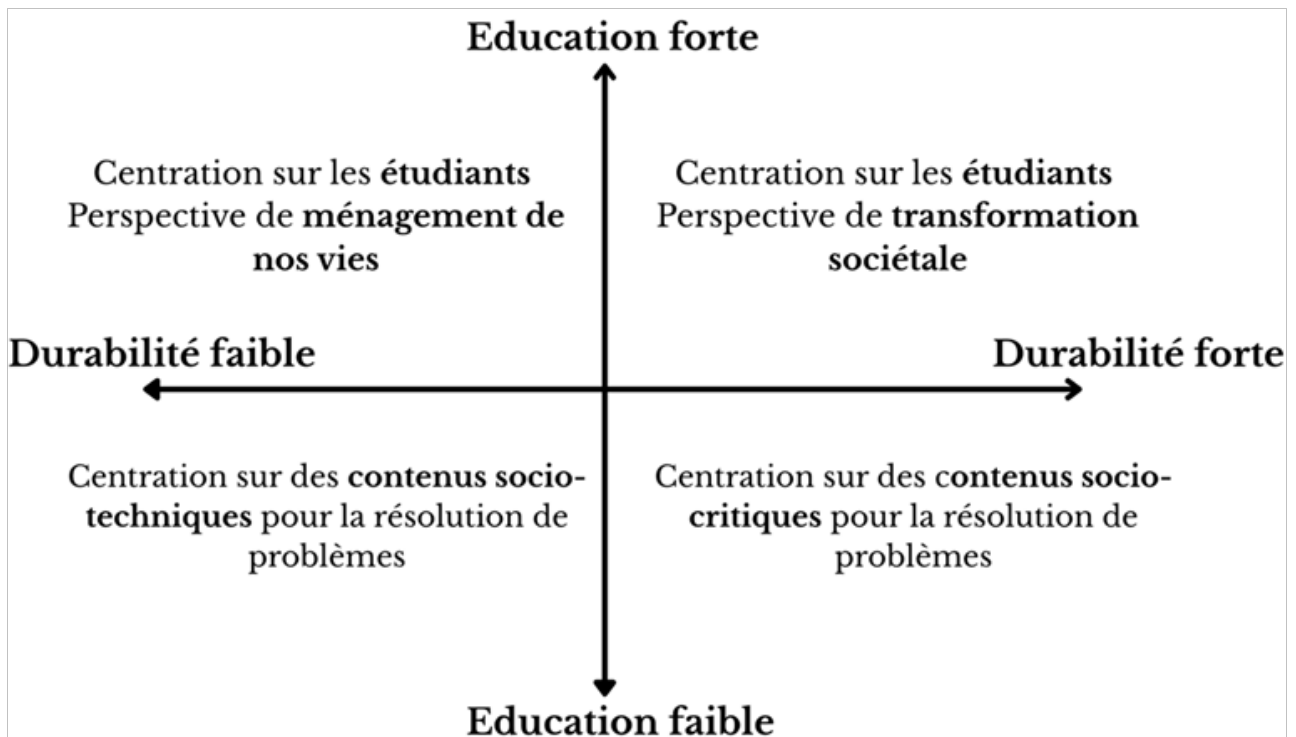 Education forte
Centration sur les étudiants
Perspective de ménagement de
nos vies
Centration sur les étudiants
Perspective de transformation
sociétale
Durabilité faible
Durabilité forte
Centration sur des contenus socio-
techniques pour la résolution de
problèmes
Centration sur des contenus socio-
critiques pour la résolution de
problèmes
Education faible